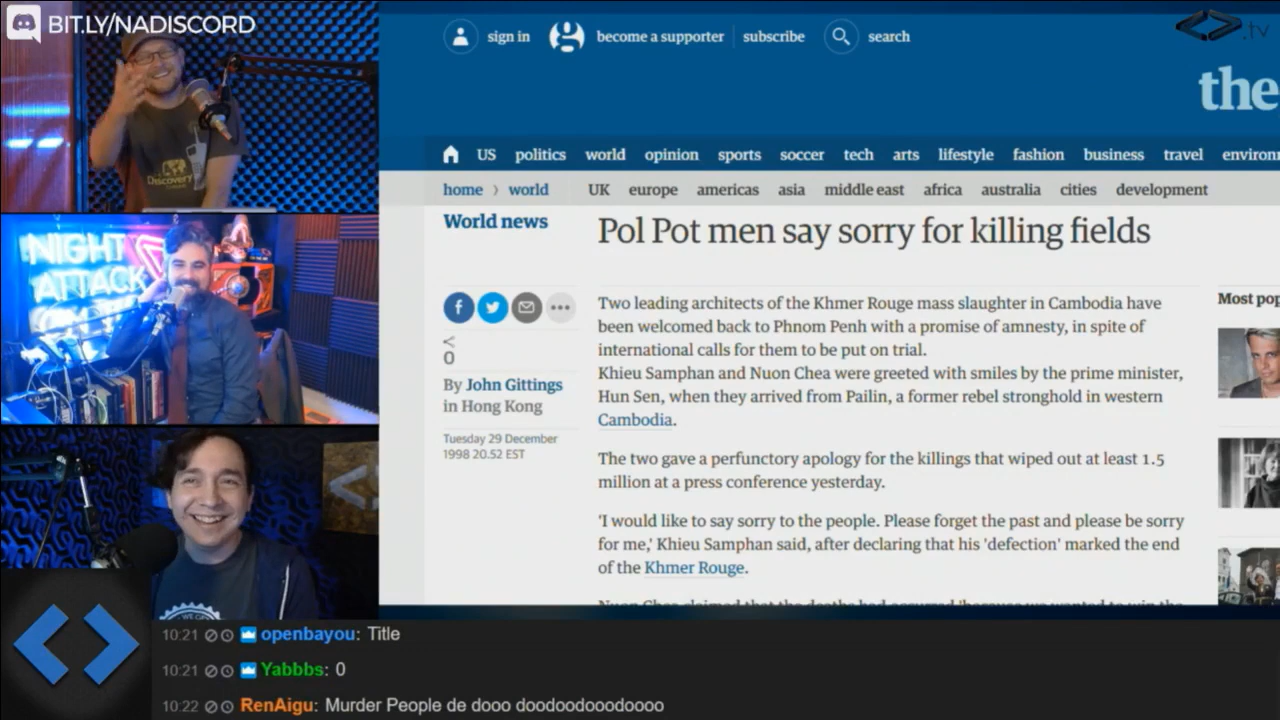 BIT.LY/NADISCORD
Discovery
NIGHT
ATTACK
sign in
become a supporter
subscribe
search
.tv
the
US politics world opinion sports soccer tech arts lifestyle fashion business travel
home › world UK europe americas asia middle east africa australia cities development
World news
Pol Pot men say sorry for killing fields
0
By John Gittings
in Hong Kong
Tuesday 29 December
1998 20.52 EST
Two leading architects of the Khmer Rouge mass slaughter in Cambodia have
been welcomed back to Phnom Penh with a promise of amnesty, in spite of
international calls for them to be put on trial.
Khieu Samphan and Nuon Chea were greeted with smiles by the prime minister,
Hun Sen, when they arrived from Pailin, a former rebel stronghold in western
Cambodia.
The two gave a perfunctory apology for the killings that wiped out at least 1.5
million at a press conference yesterday.
'I would like to say sorry to the people. Please forget the past and please be sorry
for me,' Khieu Samphan said, after declaring that his 'defection' marked the end
of the Khmer Rouge.
Most pop
10:21 openbayou: Title
10:21 Yabbbs: 0
10:22 RenAigu: Murder People de dooo doodoodooodoooo